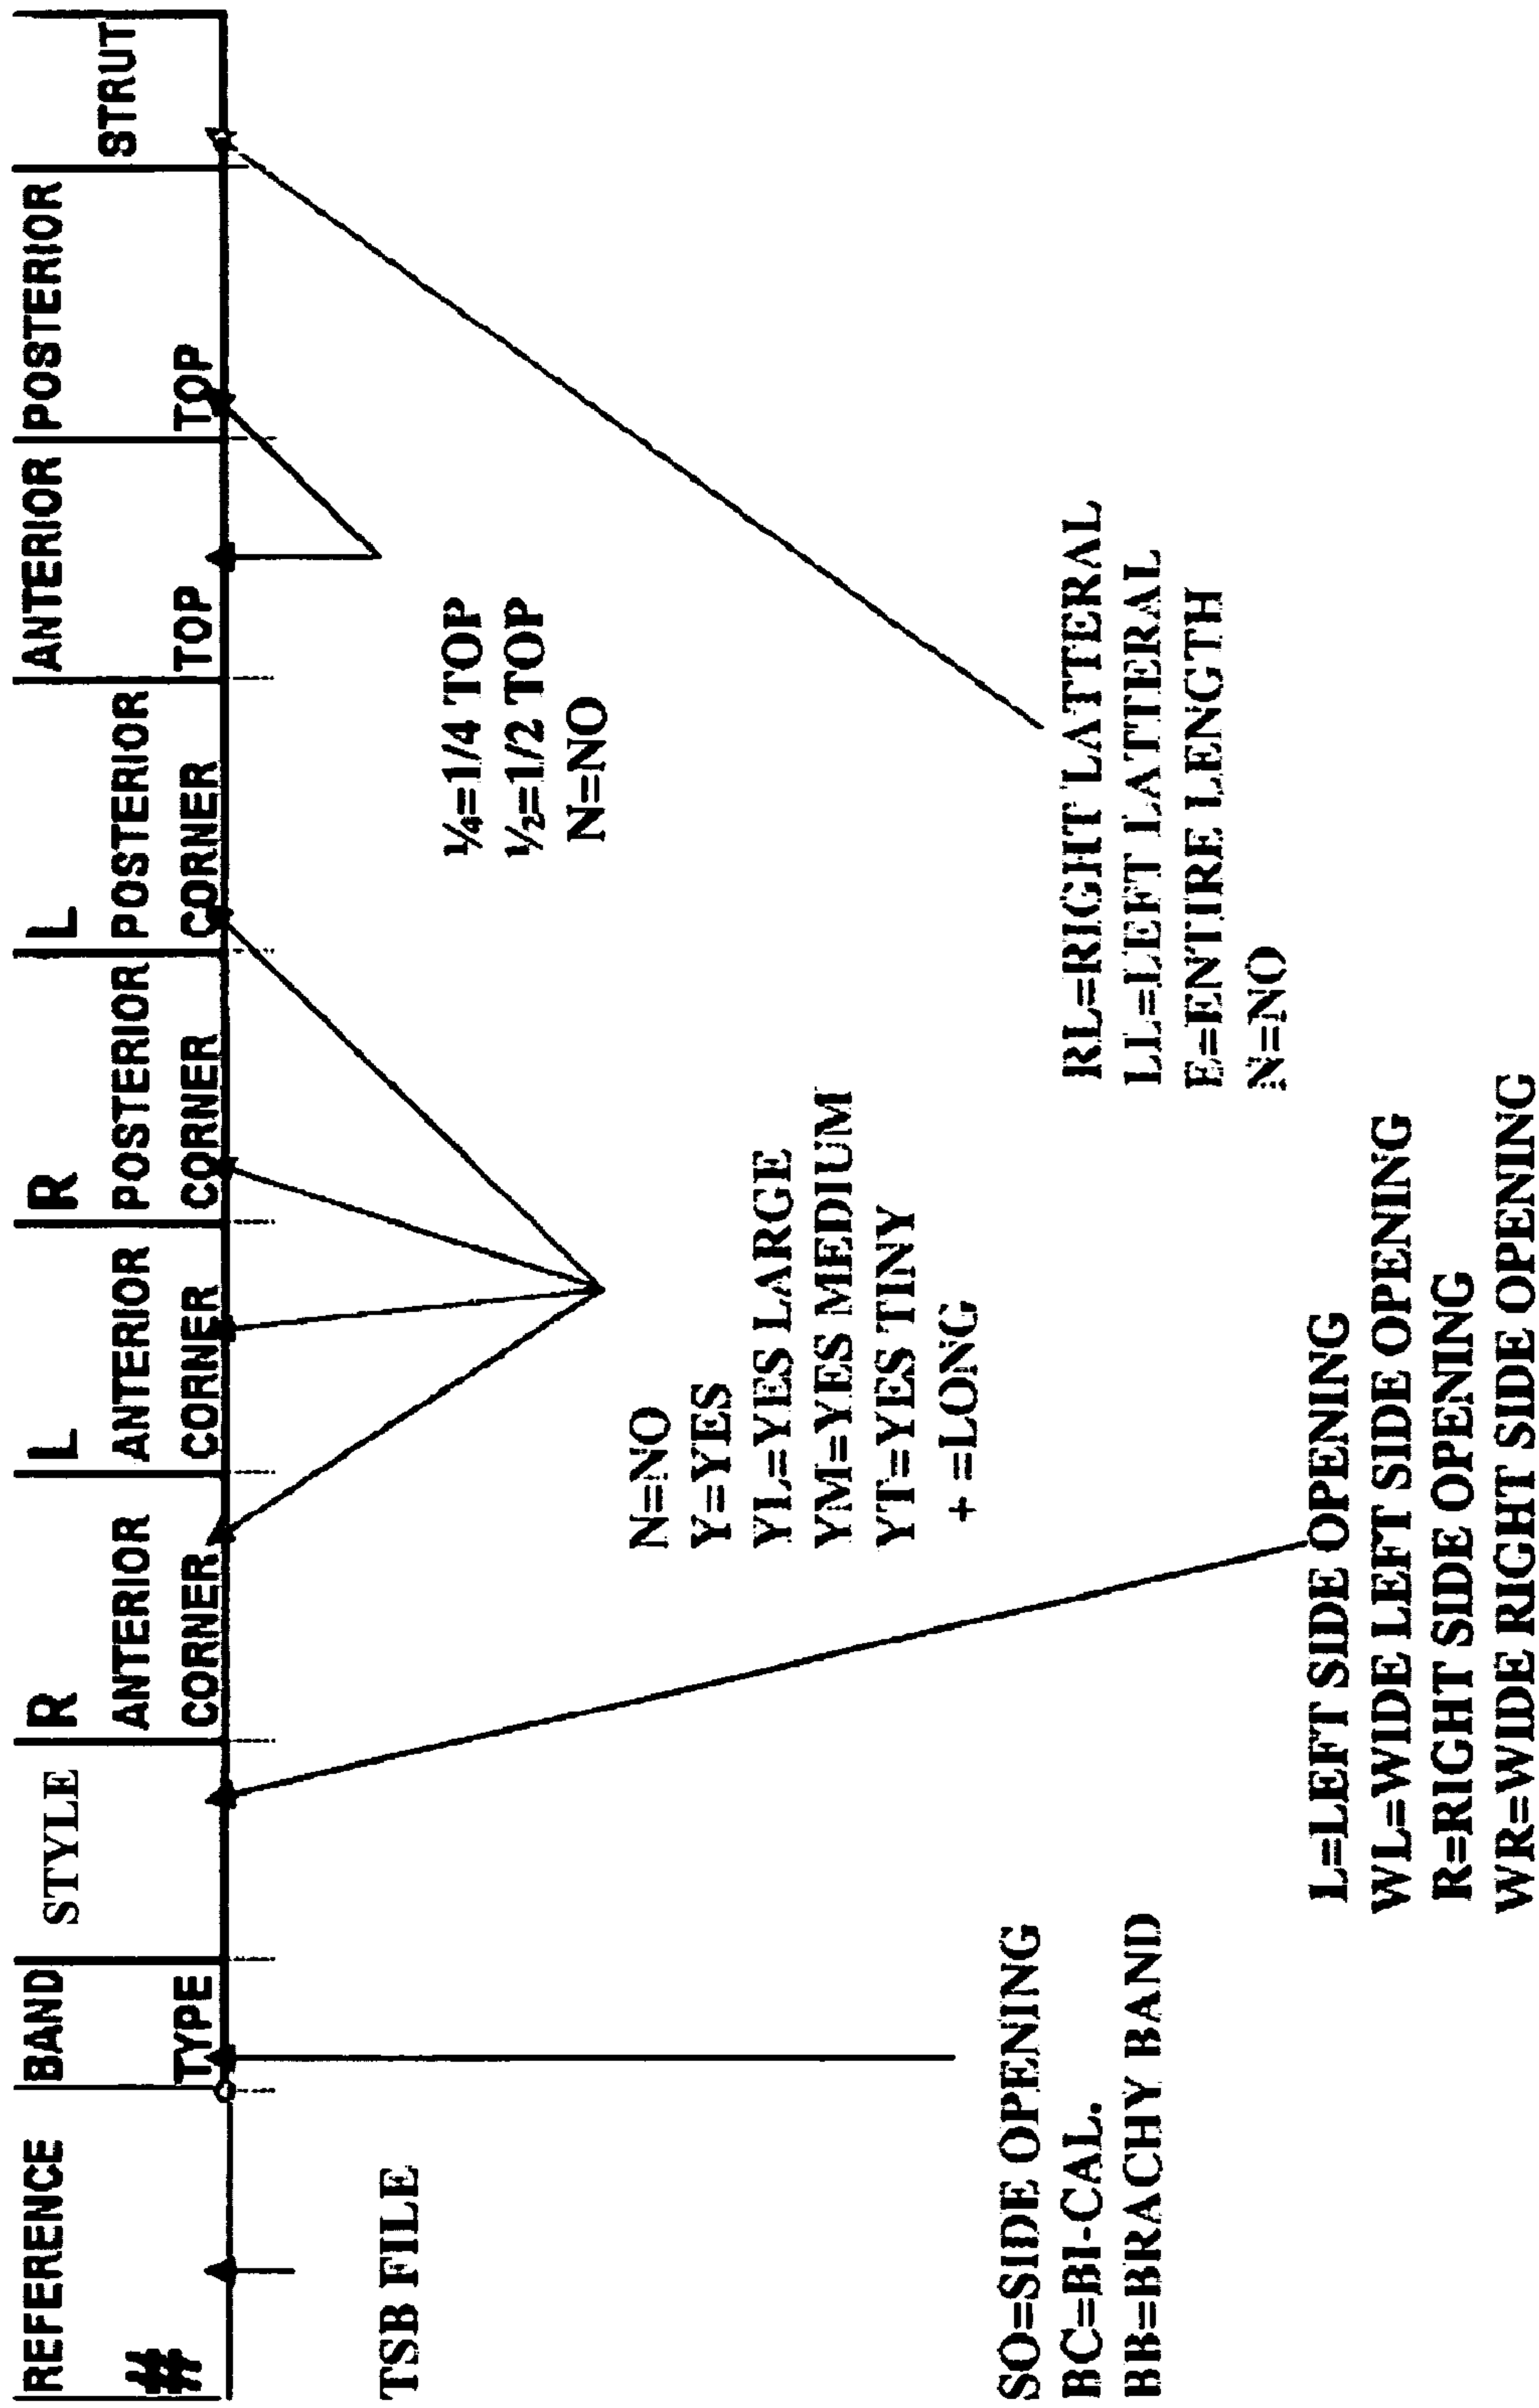 REFERENCE
#
BAND
TYPE
STYLE
R
ANTERIOR
CORNER
L
ANTERIOR
CORNER
R
POSTERIOR
CORNER
L
POSTERIOR
CORNER
ANTERIOR
TOP
POSTERIOR
TOP
STRUT
TSB FILE
¼=1/4 TOP
½=1/2 TOP
N=NO
N=NO
Y=YES
YL=YES LARGE
YM=YES MEDIUM
YT=YES TINY
+ =LONG
SO=SIDE OPENING
BC=BI-CAL.
BB=BRACHY BAND
RL=RIGHT LATTERAL
LL=LEFT LATTERAL
E=ENTIRE LENGTH
N=NO
L=LEFT SIDE OPENING
WL=WIDE LEFT SIDE OPENING
R=RIGHT SIDE OPENING
WR=WIDE RIGHT SIDE OPENING